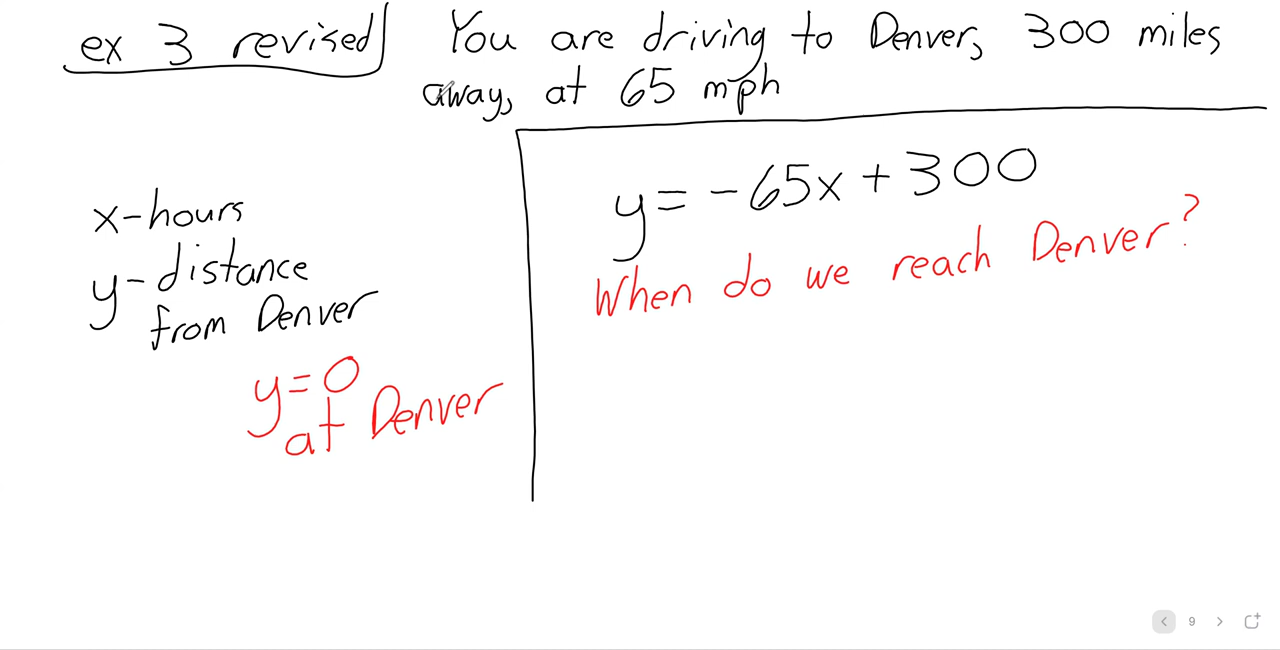 ex 3 revised
You are driving to Denver, 300 miles
away, at 65 mph
x-hours
y-distance
from Denver
y=0
at Denver
y = -65x + 300
When do we reach Denver?
9